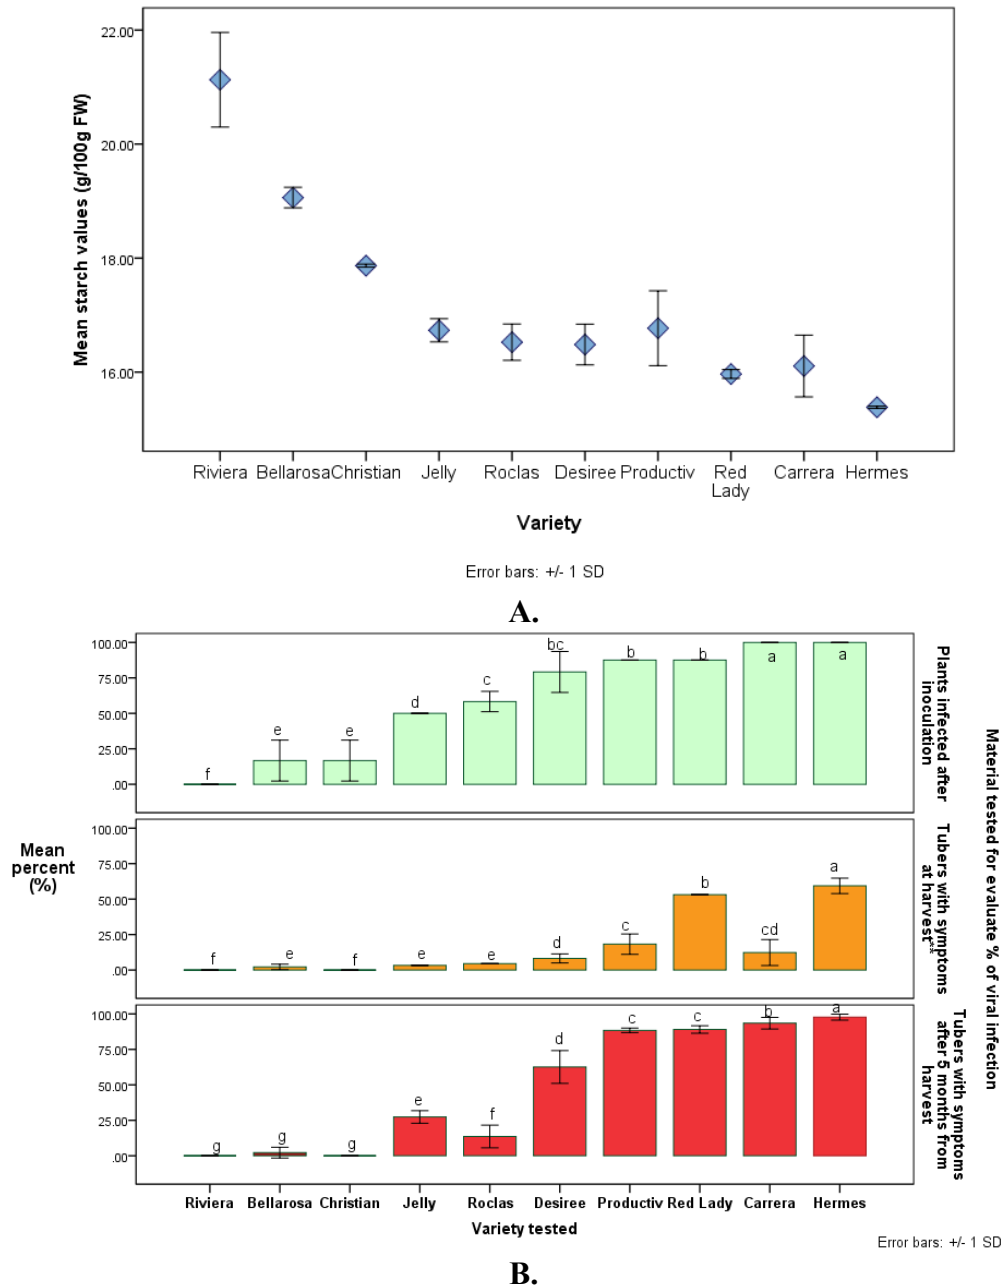 22.00
20.00
18.00
16.00
Mean starch values (g/100g FW)
Riviera Bellarosa Christian Jelly Roclas Desiree Productiv Red Lady Carrera Hermes
Variety
Error bars: +/- 1 SD
A.
100.00
75.00
50.00
25.00
.00
f e e d c bc b b a a
Plants infected after
inoculation
100.00
75.00
50.00
25.00
.00
f e f e e d c b cd a
Tubers with symptoms
at harvest**
100.00
75.00
50.00
25.00
.00
g g g e f d c c b a
Tubers with symptoms
after 5 months from
harvest
Mean
percent
(%)
Material tested for evaluate % of viral infection
Riviera Bellarosa Christian Jelly Roclas Desiree Productiv Red Lady Carrera Hermes
Variety tested
Error bars: +/- 1 SD
B.